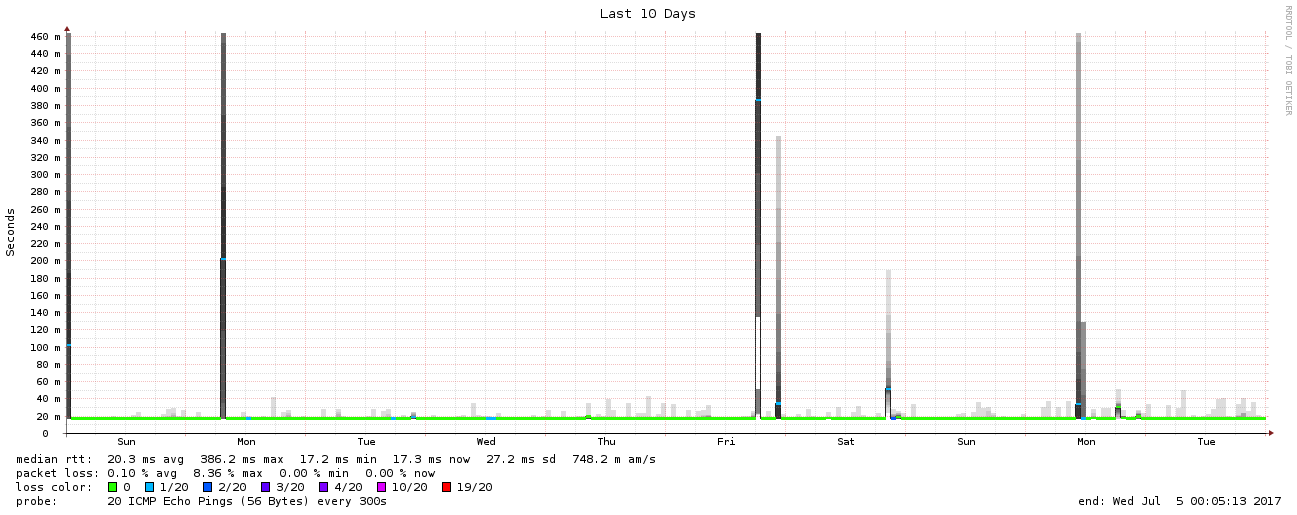 Last 10 Days
RRDTOOL / TOBI OETIKER
Seconds
460 m
440 m
420 m
400 m
380 m
360 m
340 m
320 m
300 m
280 m
260 m
240 m
220 m
200 m
180 m
160 m
140 m
120 m
100 m
80 m
60 m
40 m
20 m
0
Sun Mon Tue Wed Thu Fri Sat Sun Mon Tue
median rtt: 20.3 ms avg 386.2 ms max 17.2 ms min 17.3 ms now 27.2 ms sd 748.2 m am/s
packet loss: 0.10 % avg 8.36 % max 0.00 % min 0.00 % now
loss color: 0 1/20 2/20 3/20 4/20 10/20 19/20
probe: 20 ICMP Echo Pings (56 Bytes) every 300s end: Wed Jul 5 00:05:13 2017